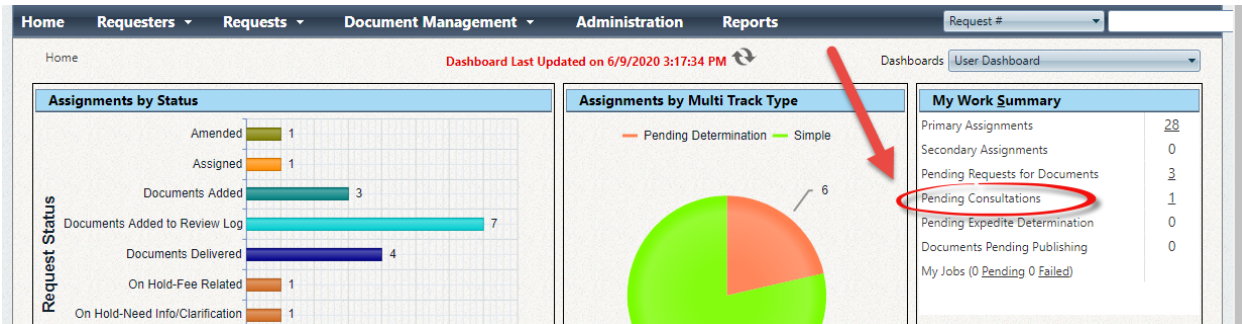 Home Requesters Requests Document Management Administration Reports Request #
Home Dashboard Last Updated on 6/9/2020 3:17:34 PM Dashboards User Dashboard
Assignments by Status
Request Status
Amended 1
Assigned 1
Documents Added 3
Documents Added to Review Log 7
Documents Delivered 4
On Hold-Fee Related 1
On Hold-Need Info/Clarification 1
Assignments by Multi Track Type
Pending Determination Simple
6
My Work Summary
Primary Assignments 28
Secondary Assignments 0
Pending Requests for Documents 3
Pending Consultations 1
Pending Expedite Determination 0
Documents Pending Publishing 0
My Jobs (0 Pending 0 Failed)